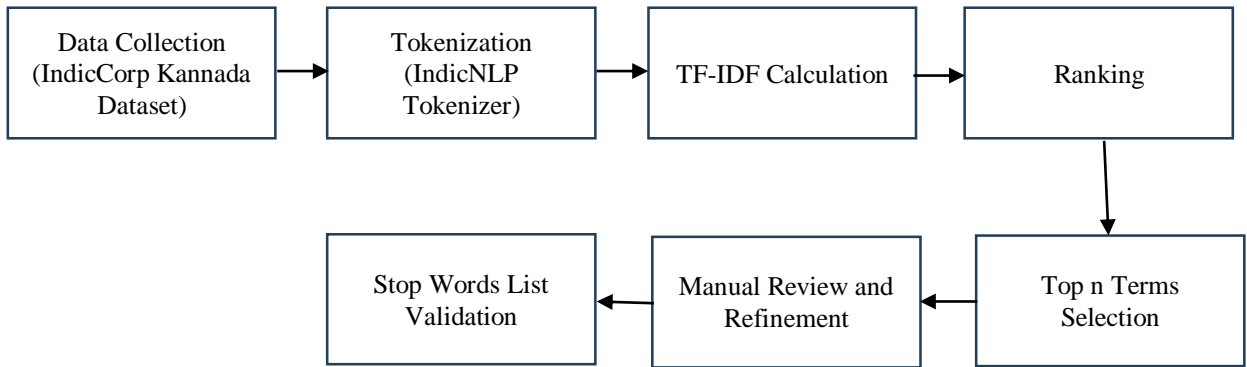 Data Collection
(IndicCorp Kannada
Dataset)
Tokenization
(IndicNLP
Tokenizer)
TF-IDF Calculation
Ranking
Top n Terms
Selection
Manual Review and
Refinement
Stop Words List
Validation